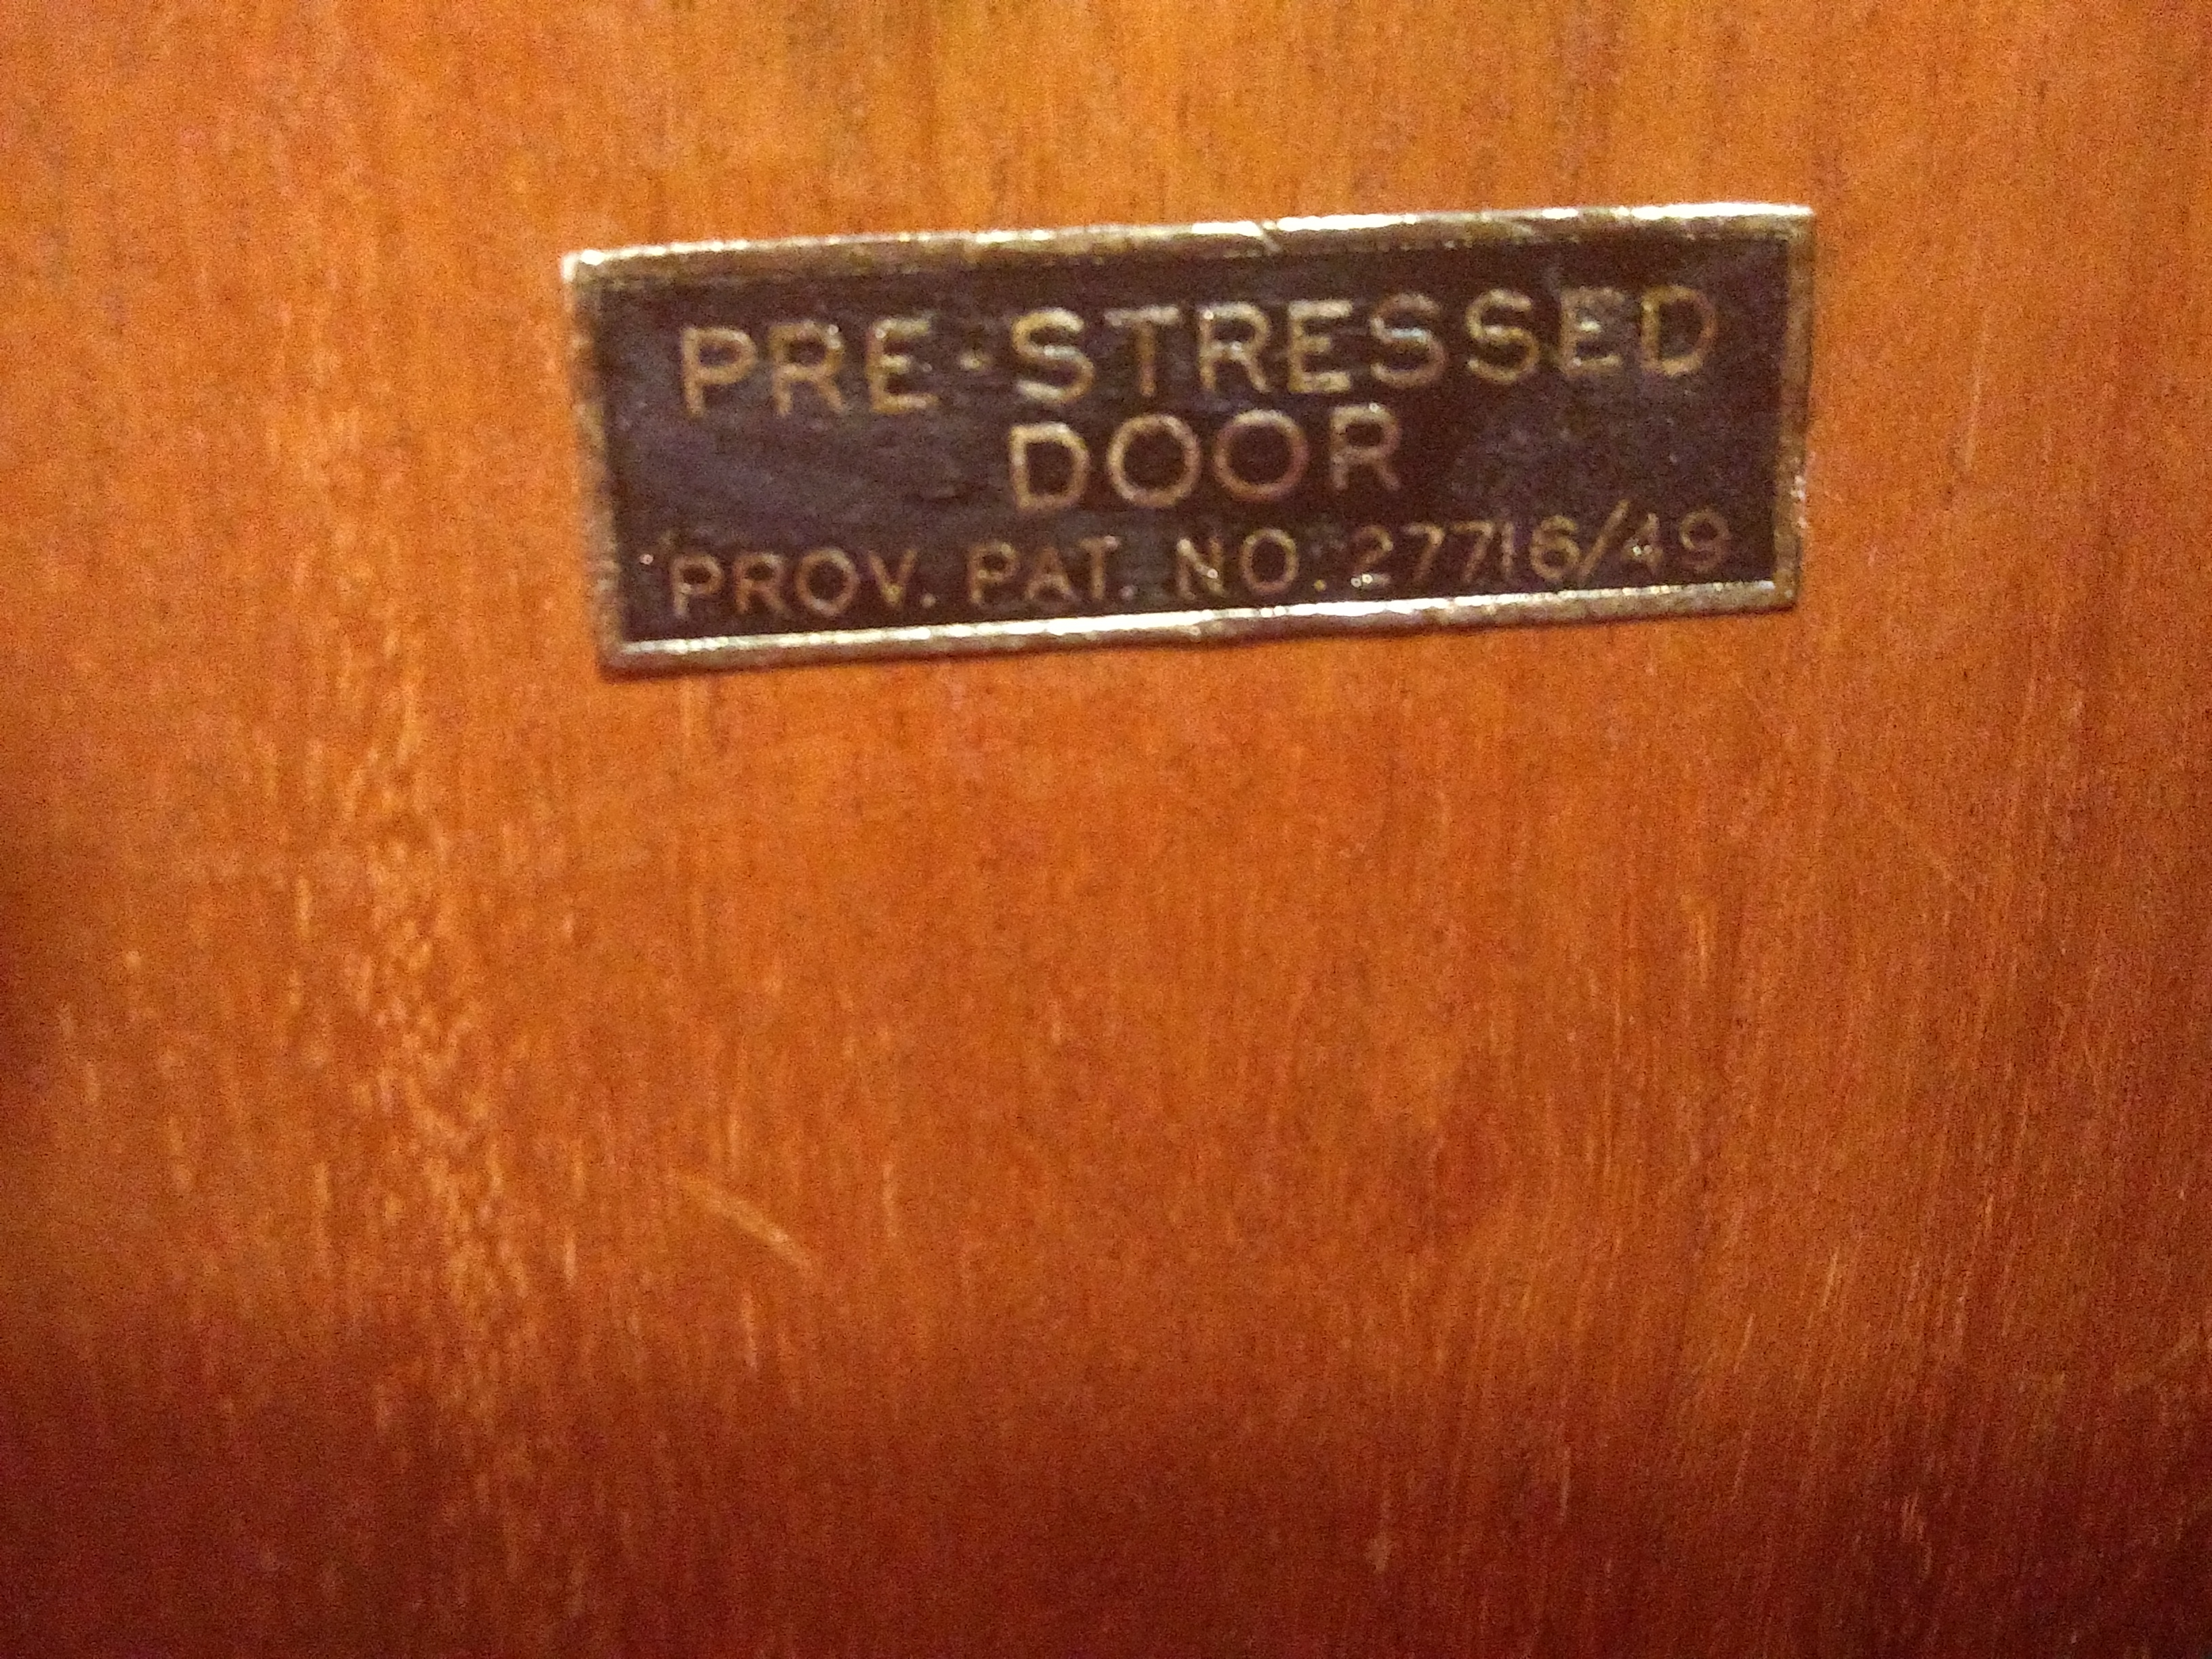 PRE-STRESSED
DOOR
PROV. PAT. NO. 27716/49